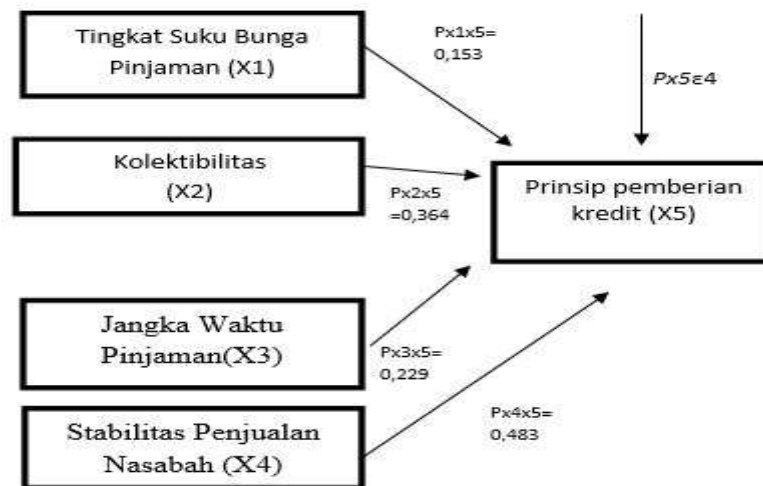 Tingkat Suku Bunga
Pinjaman (X1)
Px1x5=
0,153
Px5ε4
Kolektibilitas
(X2)
Px2x5
=0,364
Prinsip pemberian
kredit (X5)
Jangka Waktu
Pinjaman(X3)
Px3x5=
0,229
Stabilitas Penjualan
Nasabah (X4)
Px4x5=
0,483